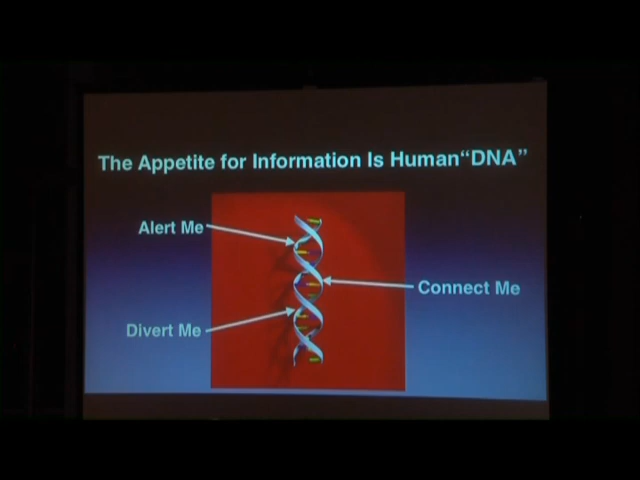 The Appetite for Information Is Human“DNA”
Alert Me
Connect Me
Divert Me